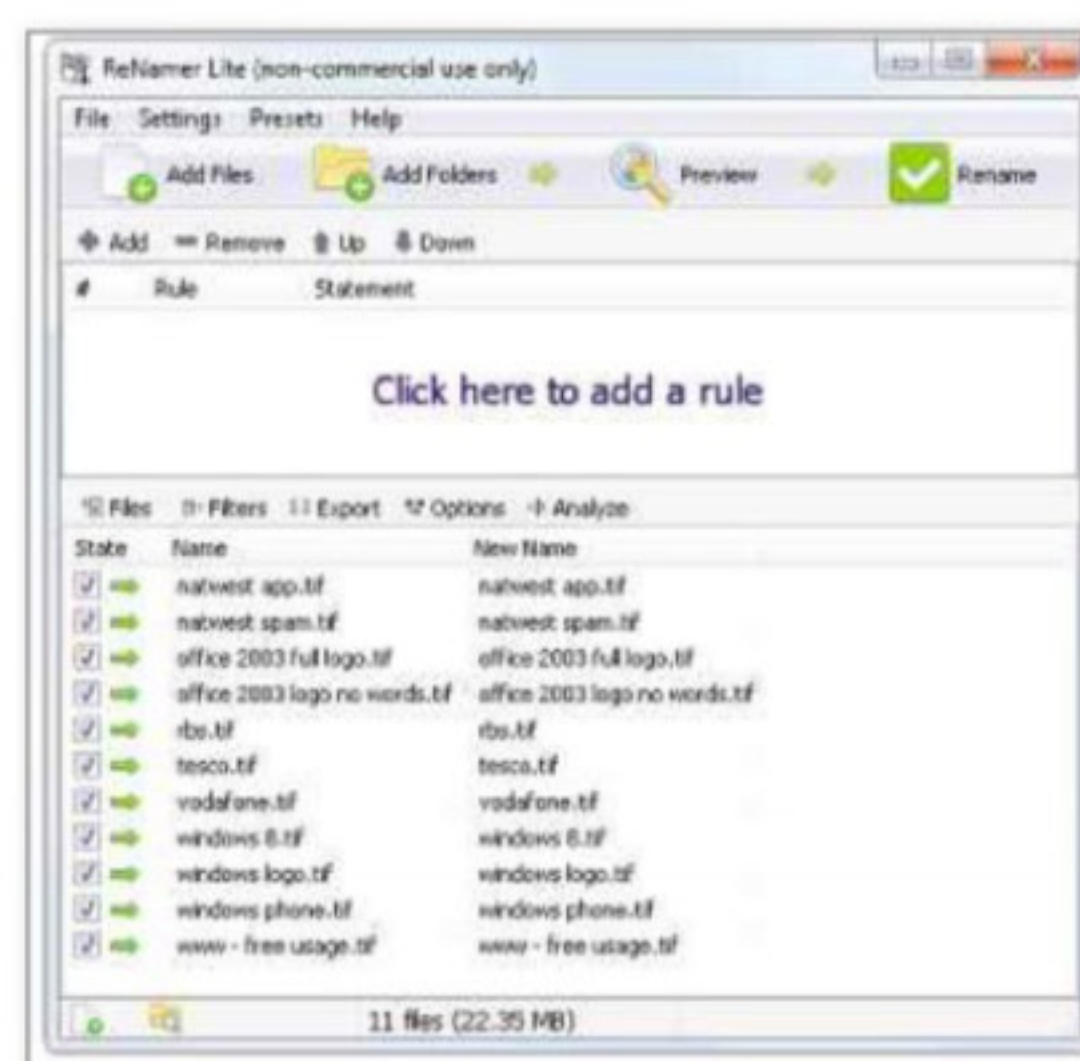 ReNamer Lite (non-commercial use only)
File Settings Presets Help
Add Files Add Folders Preview Rename
Add Remove Up Down
# Rule Statement
Click here to add a rule
Files Filters Export Options Analyze
State Name New Name
natwest app.tif natwest app.tif
natwest spam.tif natwest spam.tif
office 2003 full logo.tif office 2003 full logo.tif
office 2003 logo no words.tif office 2003 logo no words.tif
rbs.tif rbs.tif
tesco.tif tesco.tif
vodafone.tif vodafone.tif
windows 8.tif windows 8.tif
windows logo.tif windows logo.tif
windows phone.tif windows phone.tif
www - free usage.tif www - free usage.tif
11 files (22.35 MB)